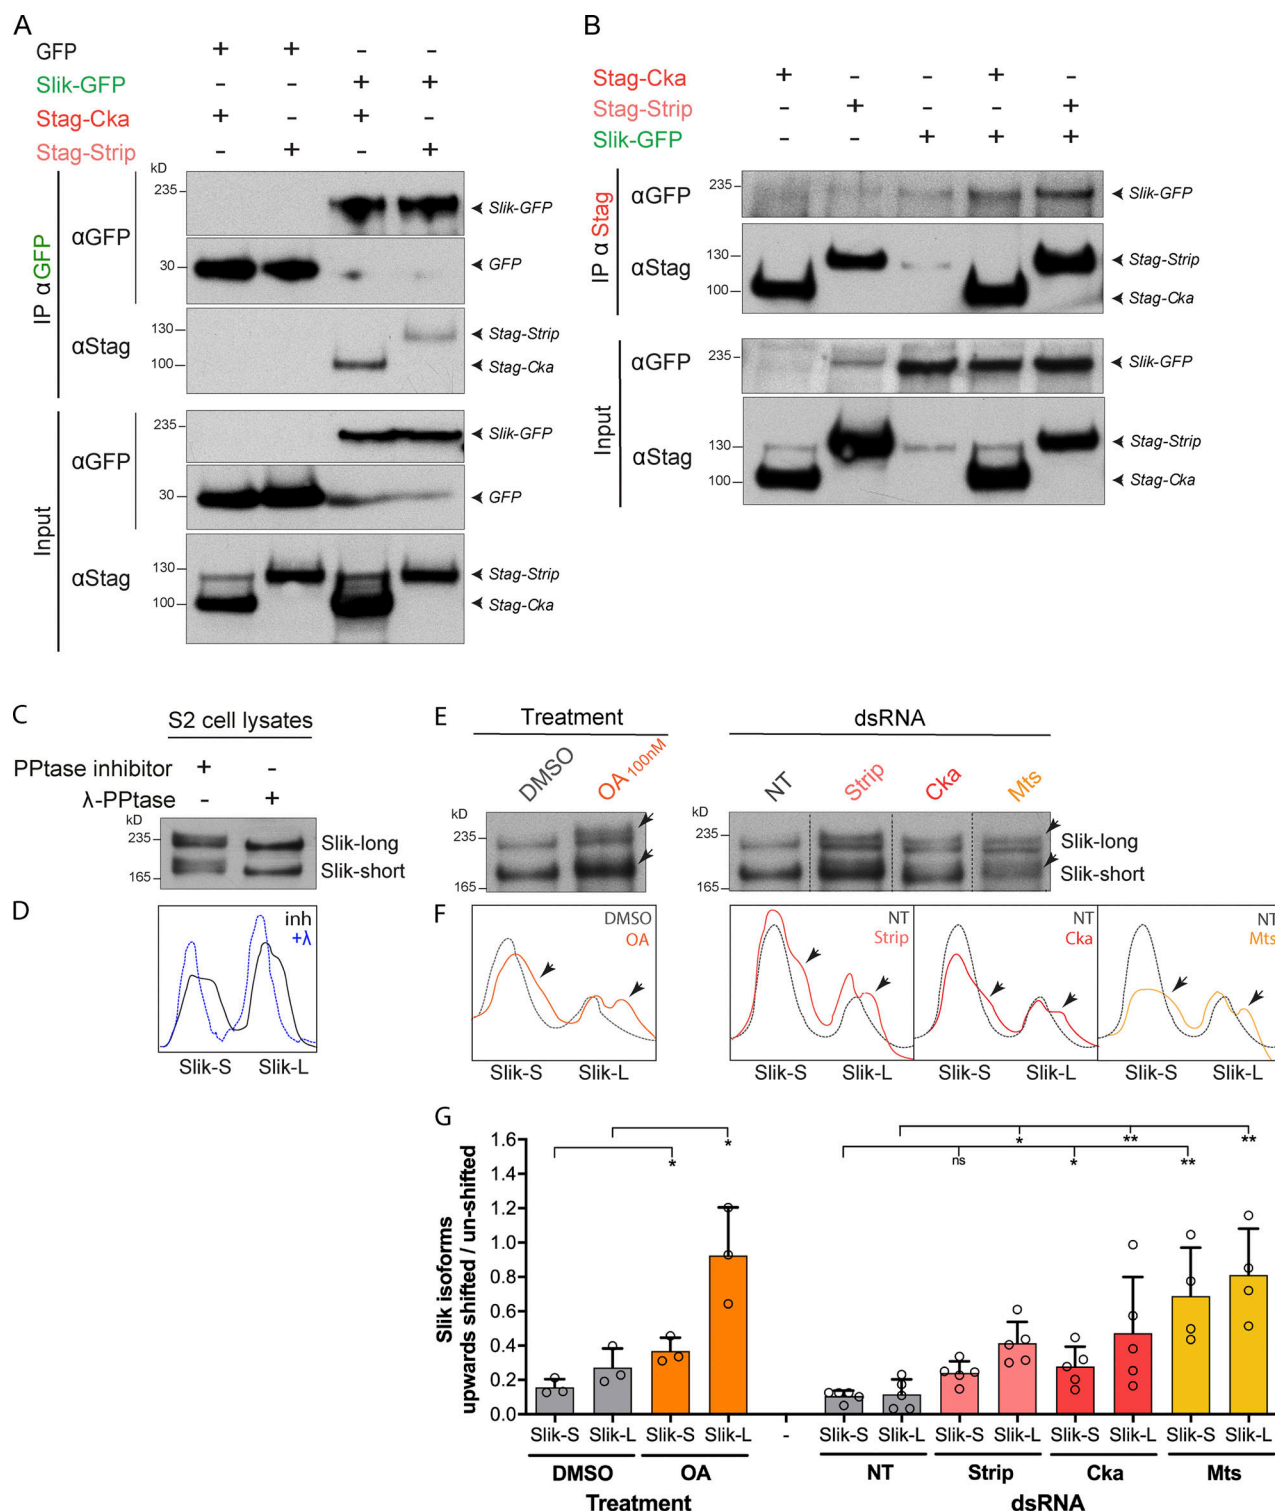 A
GFP + + - -
Slik-GFP - - + +
Stag-Cka + - + -
Stag-Strip - + - +
kD
IP αGFP
αGFP
235
Slik-GFP
30
GFP
αStag
130
Stag-Strip
100
Stag-Cka
Input
αGFP
235
Slik-GFP
30
GFP
αStag
130
Stag-Strip
100
Stag-Cka
B
Stag-Cka + - - + -
Stag-Strip - + - - +
Slik-GFP - - + + +
IP α Stag
αGFP
235
Slik-GFP
αStag
130
Stag-Strip
100
Stag-Cka
Input
αGFP
235
Slik-GFP
αStag
130
Stag-Strip
100
Stag-Cka
C
S2 cell lysates
PPtase inhibitor + -
λ-PPtase - +
kD
235
Slik-long
165
Slik-short
D
inh
+λ
Slik-S Slik-L
E
Treatment
DMSO OA 100nM
kD
235
165
dsRNA
NT Strip Cka Mts
kD
235
Slik-long
165
Slik-short
F
DMSO
OA
Slik-S Slik-L
NT
Strip
Slik-S Slik-L
NT
Cka
Slik-S Slik-L
NT
Mts
Slik-S Slik-L
G
Slik isoforms
upwards shifted / un-shifted
1.6
1.4
1.2
1.0
0.8
0.6
0.4
0.2
0.0
* *
* ** **
ns * **
Slik-S Slik-L Slik-S Slik-L - Slik-S Slik-L Slik-S Slik-L Slik-S Slik-L Slik-S Slik-L
DMSO OA NT Strip Cka Mts
Treatment dsRNA